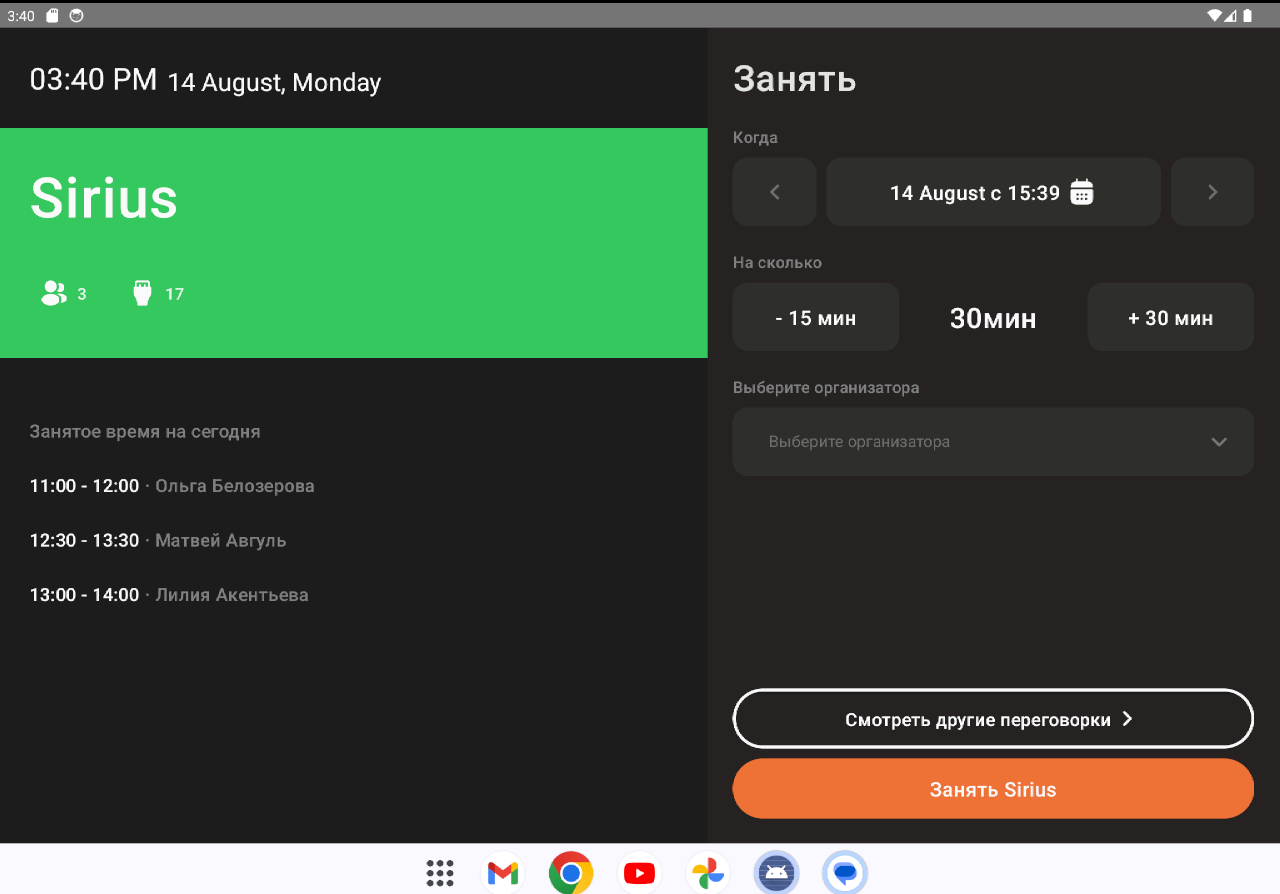 3:40
03:40 PM 14 August, Monday
Sirius
3 17
Занятое время на сегодня
11:00 - 12:00 · Ольга Белозерова
12:30 - 13:30 · Матвей Авгуль
13:00 - 14:00 · Лилия Акентьева
Занять
Когда
14 August с 15:39
На сколько
- 15 мин 30мин + 30 мин
Выберите организатора
Выберите организатора
Смотреть другие переговорки
Занять Sirius